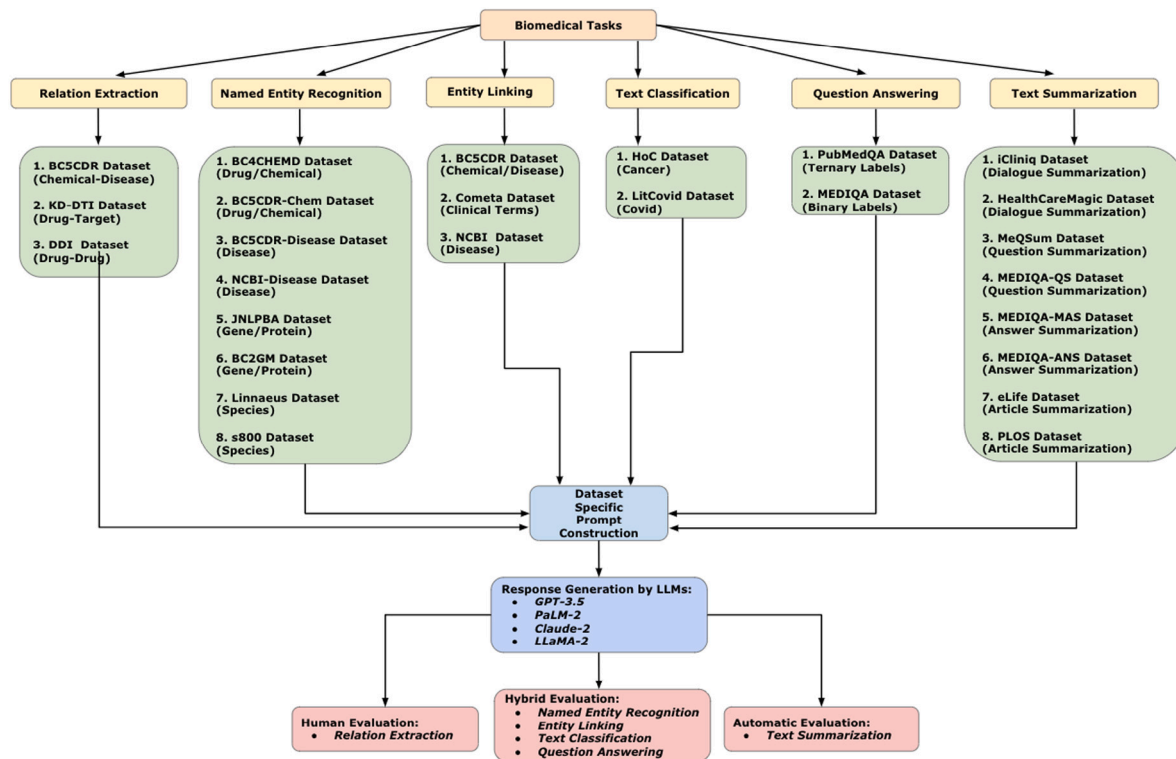 Biomedical Tasks
Relation Extraction
Named Entity Recognition
Entity Linking
Text Classification
Question Answering
Text Summarization
1. BC5CDR Dataset
(Chemical-Disease)
2. KD-DTI Dataset
(Drug-Target)
3. DDI Dataset
(Drug-Drug)
1. BC4CHEMD Dataset
(Drug/Chemical)
2. BC5CDR-Chem Dataset
(Drug/Chemical)
3. BC5CDR-Disease Dataset
(Disease)
4. NCBI-Disease Dataset
(Disease)
5. JNLPBA Dataset
(Gene/Protein)
6. BC2GM Dataset
(Gene/Protein)
7. Linnaeus Dataset
(Species)
8. s800 Dataset
(Species)
1. BC5CDR Dataset
(Chemical/Disease)
2. Cometa Dataset
(Clinical Terms)
3. NCBI Dataset
(Disease)
1. HoC Dataset
(Cancer)
2. LitCovid Dataset
(Covid)
1. PubMedQA Dataset
(Ternary Labels)
2. MEDIQA Dataset
(Binary Labels)
1. iCliniq Dataset
(Dialogue Summarization)
2. HealthCareMagic Dataset
(Dialogue Summarization)
3. MeQSum Dataset
(Question Summarization)
4. MEDIQA-QS Dataset
(Question Summarization)
5. MEDIQA-MAS Dataset
(Answer Summarization)
6. MEDIQA-ANS Dataset
(Answer Summarization)
7. eLife Dataset
(Article Summarization)
8. PLOS Dataset
(Article Summarization)
Dataset
Specific
Prompt
Construction
Response Generation by LLMs:
• GPT-3.5
• PaLM-2
• Claude-2
• LLaMA-2
Human Evaluation:
• Relation Extraction
Hybrid Evaluation:
• Named Entity Recognition
• Entity Linking
• Text Classification
• Question Answering
Automatic Evaluation:
• Text Summarization